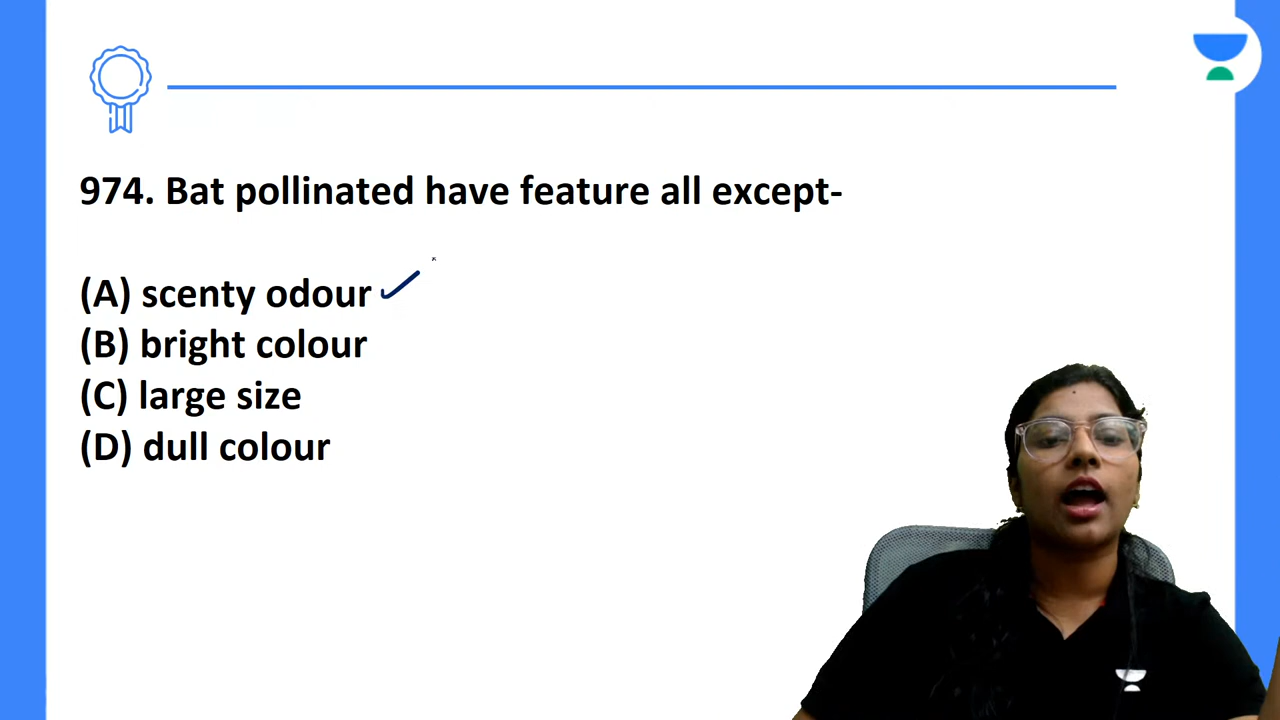 974. Bat pollinated have feature all except-
(A) scenty odour
(B) bright colour
(C) large size
(D) dull colour